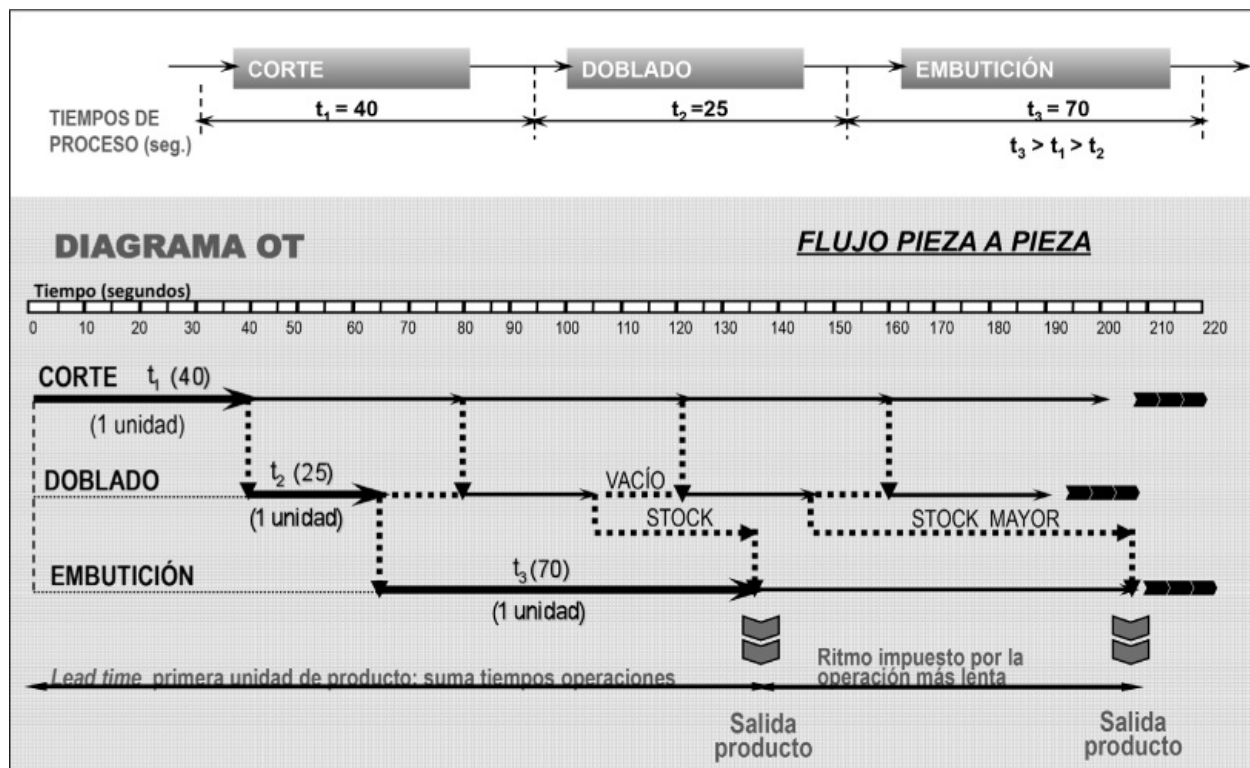 CORTE
DOBLADO
EMBUTICIÓN
TIEMPOS DE
PROCESO (seg.)
t₁ = 40
t₂ =25
t₃ = 70
t₃ > t₁ > t₂
DIAGRAMA OT
FLUJO PIEZA A PIEZA
Tiempo (segundos)
0 10 20 30 40 50 60 70 80 90 100 110 120 130 140 150 160 170 180 190 200 210 220
CORTE t₁ (40)
(1 unidad)
DOBLADO
t₂ (25)
(1 unidad)
VACÍO
STOCK
STOCK MAYOR
EMBUTICIÓN
t₃ (70)
(1 unidad)
Lead time primera unidad de producto: suma tiempos operaciones
Ritmo impuesto por la
operación más lenta
Salida
producto
Salida
producto